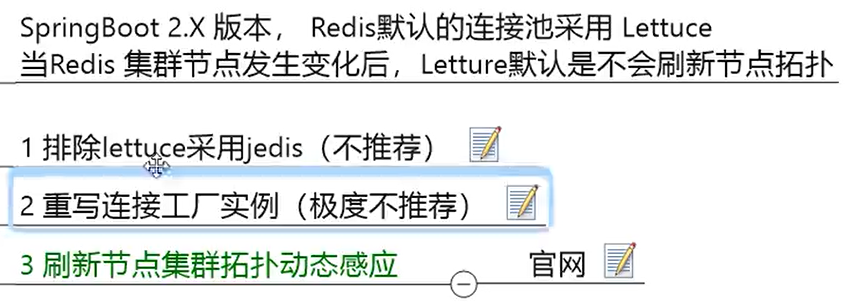 SpringBoot 2.X 版本， Redis默认的连接池采用 Lettuce
当Redis 集群节点发生变化后，Letture默认是不会刷新节点拓扑
1 排除lettuce采用jedis（不推荐）
2 重写连接工厂实例（极度不推荐）
3 刷新节点集群拓扑动态感应 官网